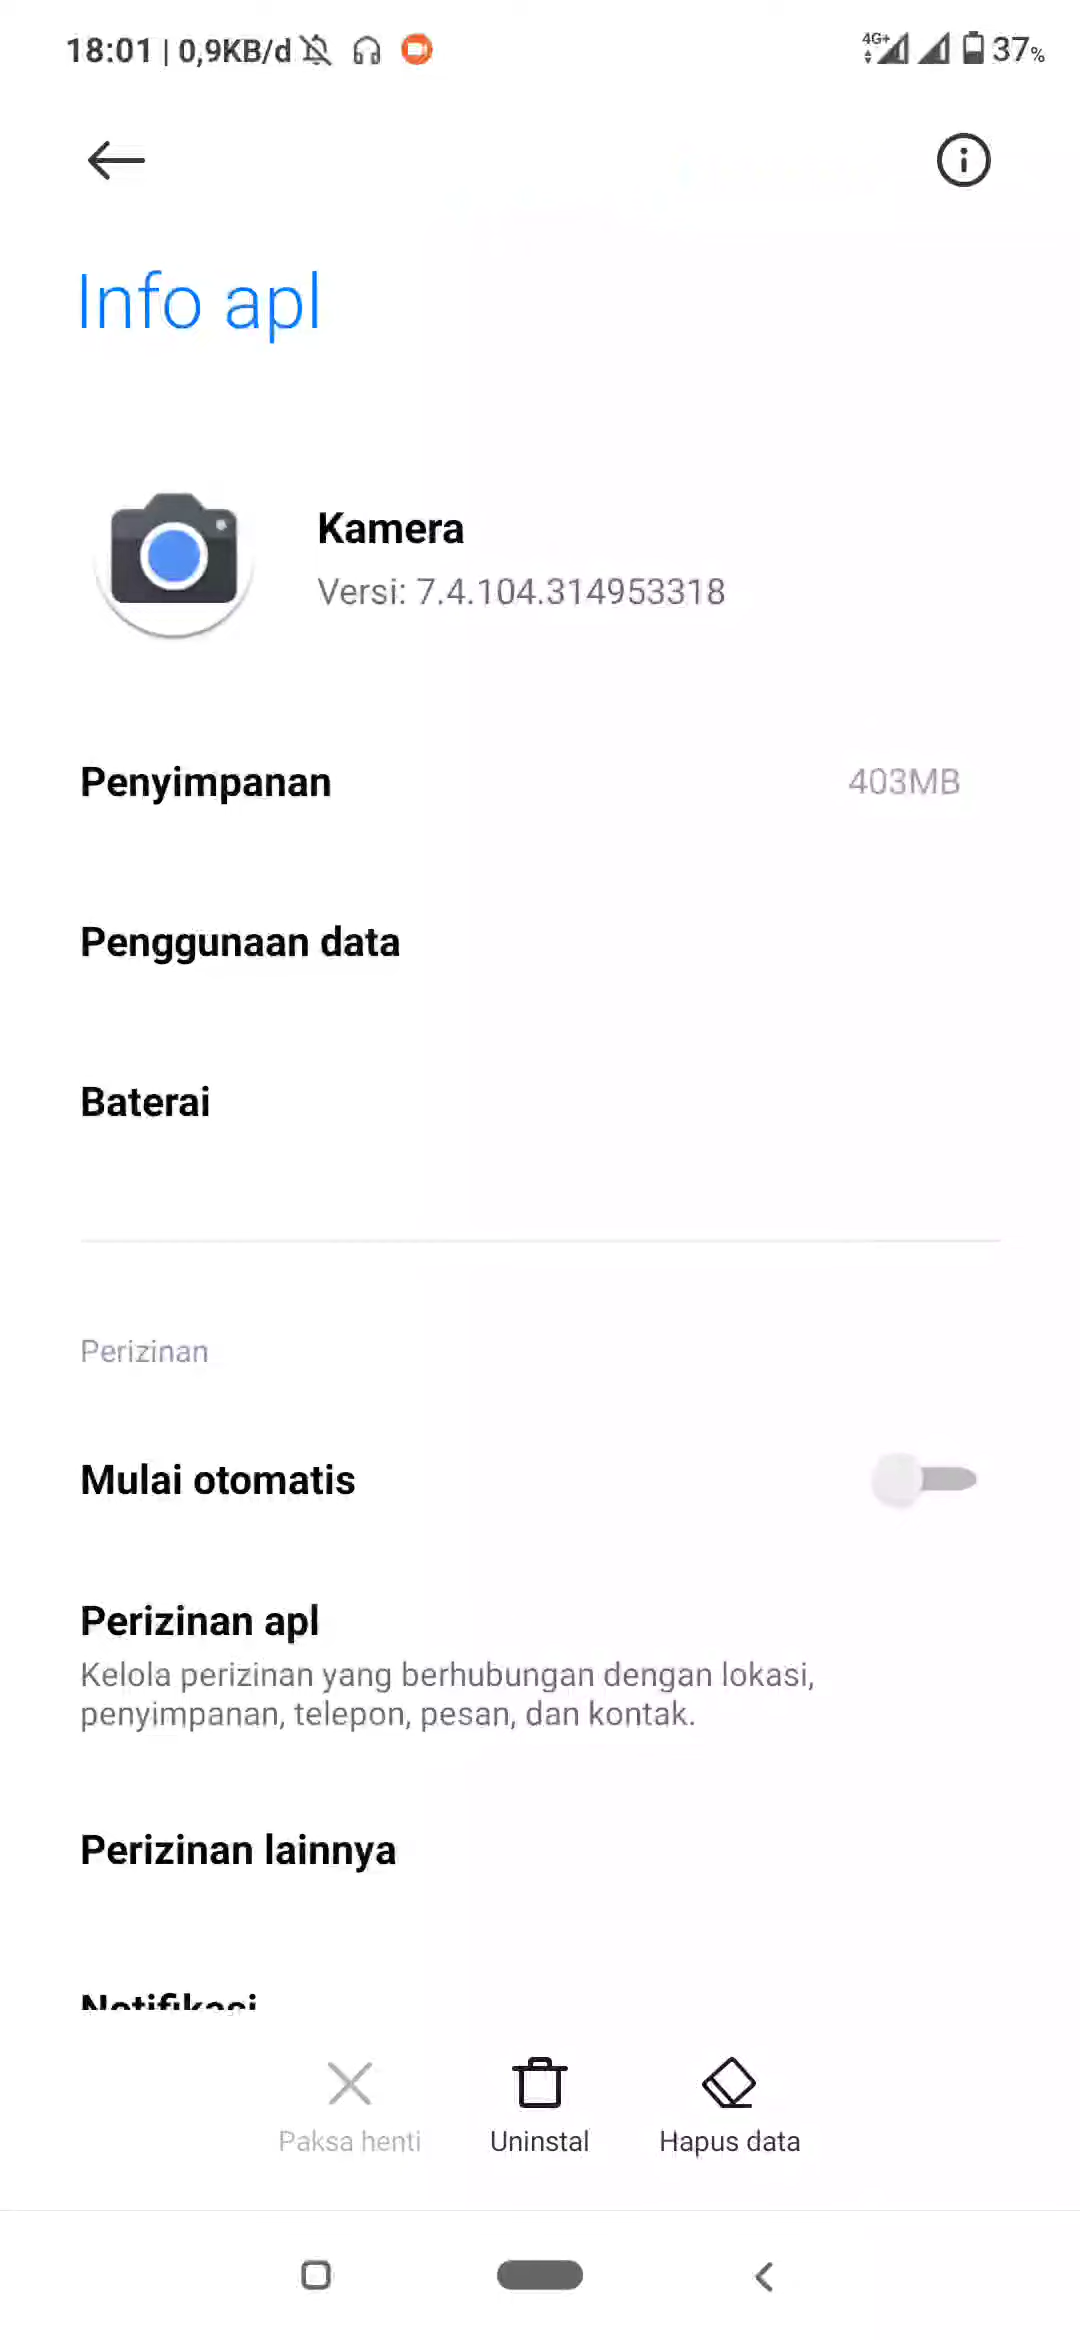 18:01 | 0,9KB/d
4G+ 37%
Info apl
Kamera
Versi: 7.4.104.314953318
Penyimpanan 403MB
Penggunaan data
Baterai
Perizinan
Mulai otomatis
Perizinan apl
Kelola perizinan yang berhubungan dengan lokasi,
penyimpanan, telepon, pesan, dan kontak.
Perizinan lainnya
Notifikasi
Paksa henti Uninstal Hapus data